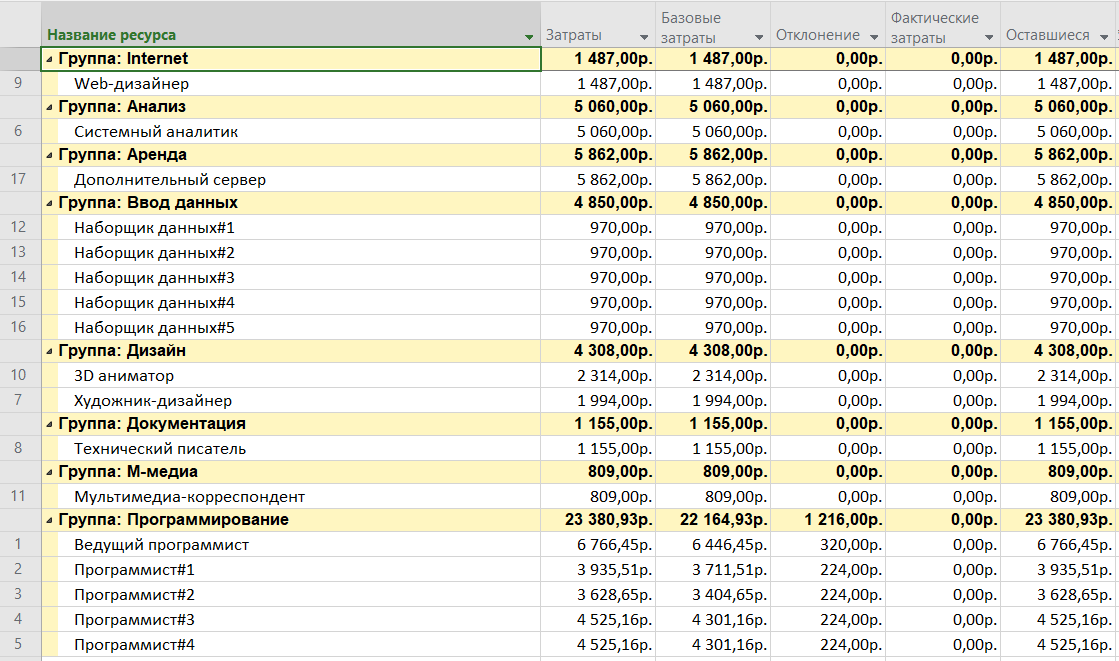 Название ресурса Затраты Базовые затраты Отклонение Фактические затраты Оставшиеся
Группа: Internet 1 487,00р. 1 487,00р. 0,00р. 0,00р. 1 487,00р.
9 Web-дизайнер 1 487,00р. 1 487,00р. 0,00р. 0,00р. 1 487,00р.
Группа: Анализ 5 060,00р. 5 060,00р. 0,00р. 0,00р. 5 060,00р.
6 Системный аналитик 5 060,00р. 5 060,00р. 0,00р. 0,00р. 5 060,00р.
Группа: Аренда 5 862,00р. 5 862,00р. 0,00р. 0,00р. 5 862,00р.
17 Дополнительный сервер 5 862,00р. 5 862,00р. 0,00р. 0,00р. 5 862,00р.
Группа: Ввод данных 4 850,00р. 4 850,00р. 0,00р. 0,00р. 4 850,00р.
12 Наборщик данных#1 970,00р. 970,00р. 0,00р. 0,00р. 970,00р.
13 Наборщик данных#2 970,00р. 970,00р. 0,00р. 0,00р. 970,00р.
14 Наборщик данных#3 970,00р. 970,00р. 0,00р. 0,00р. 970,00р.
15 Наборщик данных#4 970,00р. 970,00р. 0,00р. 0,00р. 970,00р.
16 Наборщик данных#5 970,00р. 970,00р. 0,00р. 0,00р. 970,00р.
Группа: Дизайн 4 308,00р. 4 308,00р. 0,00р. 0,00р. 4 308,00р.
10 3D аниматор 2 314,00р. 2 314,00р. 0,00р. 0,00р. 2 314,00р.
7 Художник-дизайнер 1 994,00р. 1 994,00р. 0,00р. 0,00р. 1 994,00р.
Группа: Документация 1 155,00р. 1 155,00р. 0,00р. 0,00р. 1 155,00р.
8 Технический писатель 1 155,00р. 1 155,00р. 0,00р. 0,00р. 1 155,00р.
Группа: М-медиа 809,00р. 809,00р. 0,00р. 0,00р. 809,00р.
11 Мультимедиа-корреспондент 809,00р. 809,00р. 0,00р. 0,00р. 809,00р.
Группа: Программирование 23 380,93р. 22 164,93р. 1 216,00р. 0,00р. 23 380,93р.
1 Ведущий программист 6 766,45р. 6 446,45р. 320,00р. 0,00р. 6 766,45р.
2 Программист#1 3 935,51р. 3 711,51р. 224,00р. 0,00р. 3 935,51р.
3 Программист#2 3 628,65р. 3 404,65р. 224,00р. 0,00р. 3 628,65р.
4 Программист#3 4 525,16р. 4 301,16р. 224,00р. 0,00р. 4 525,16р.
5 Программист#4 4 525,16р. 4 301,16р. 224,00р. 0,00р. 4 525,16р.